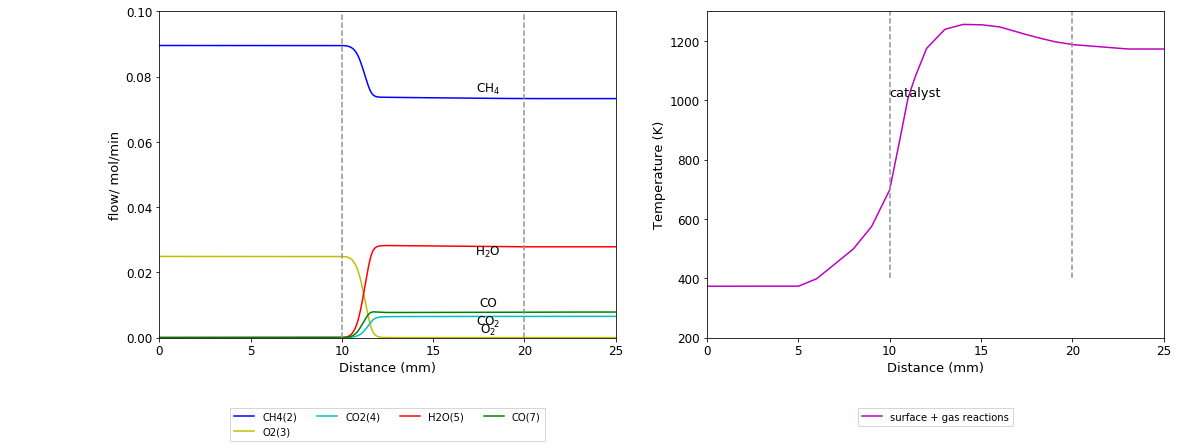 0.10
0.08
0.06
0.04
0.02
0.00
flow/ mol/min
CH4
H2O
CO
CO2
O2
0 5 10 15 20 25
Distance (mm)
CH4(2) CO2(4) H2O(5) CO(7)
O2(3)
1200
1000
800
600
400
200
Temperature (K)
catalyst
0 5 10 15 20 25
Distance (mm)
surface + gas reactions